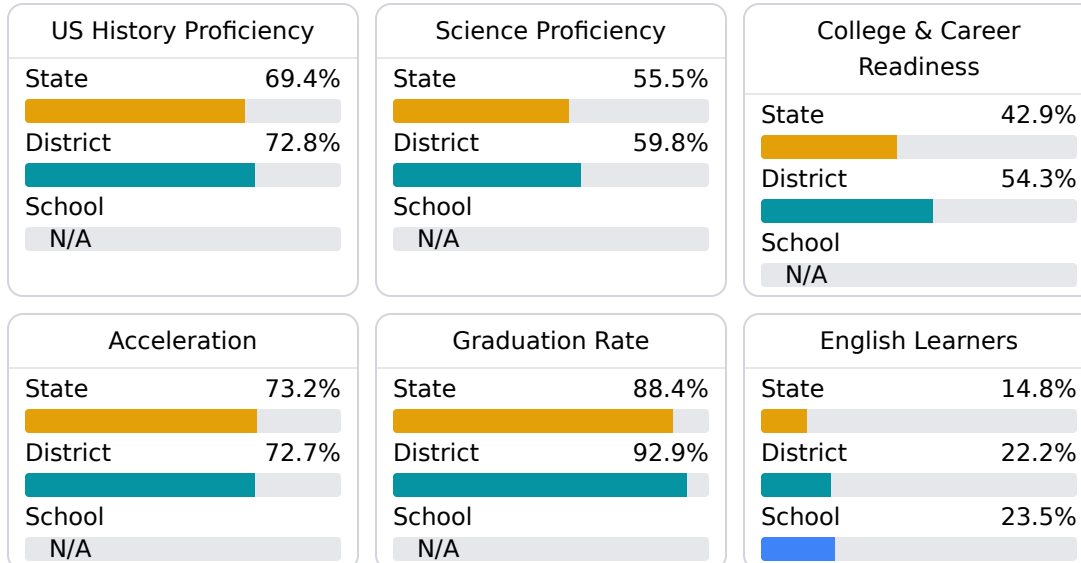 US History Proficiency
State 69.4%
District 72.8%
School
N/A
Science Proficiency
State 55.5%
District 59.8%
School
N/A
College & Career
Readiness
State 42.9%
District 54.3%
School
N/A
Acceleration
State 73.2%
District 72.7%
School
N/A
Graduation Rate
State 88.4%
District 92.9%
School
N/A
English Learners
State 14.8%
District 22.2%
School 23.5%